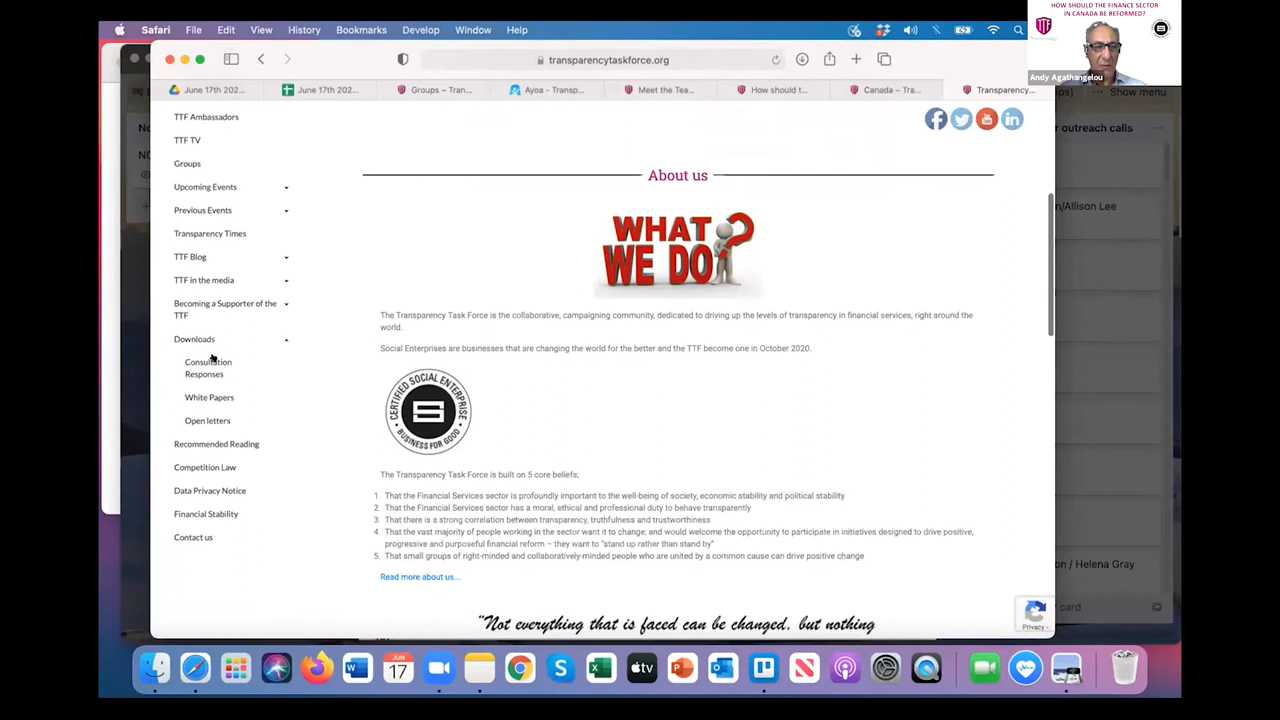 Safari File Edit View History Bookmarks Develop Window Help
HOW SHOULD THE FINANCE SECTOR
IN CANADA BE REFORMED?
Andy Agathangelou
transparencytaskforce.org
Show menu
June 17th 202... June 17th 202... Groups – Tran... Ayoa - Transp... Meet the Tea... How should t... Canada – Tra... Transparency...
outreach calls
TTF Ambassadors
TTF TV
Groups
Upcoming Events
Previous Events
Transparency Times
TTF Blog
TTF in the media
Becoming a Supporter of the
TTF
Downloads
Consultation
Responses
White Papers
Open letters
Recommended Reading
Competition Law
Data Privacy Notice
Financial Stability
Contact us
About us
WHAT
WE DO?
The Transparency Task Force is the collaborative, campaigning community, dedicated to driving up the levels of transparency in financial services, right around the
world.
Social Enterprises are businesses that are changing the world for the better and the TTF become one in October 2020.
CERTIFIED SOCIAL ENTERPRISE
BUSINESS FOR GOOD
The Transparency Task Force is built on 5 core beliefs;
1. That the Financial Services sector is profoundly important to the well-being of society, economic stability and political stability
2. That the Financial Services sector has a moral, ethical and professional duty to behave transparently
3. That there is a strong correlation between transparency, truthfulness and trustworthiness
4. That the vast majority of people working in the sector want it to change; and would welcome the opportunity to participate in initiatives designed to drive positive,
progressive and purposeful financial reform – they want to "stand up rather than stand by"
5. That small groups of right-minded and collaboratively-minded people who are united by a common cause can drive positive change
Read more about us....
"Not everything that is faced can be changed, but nothing
n/Allison Lee
on / Helena Gray
card
Privacy
JUN
17
tv